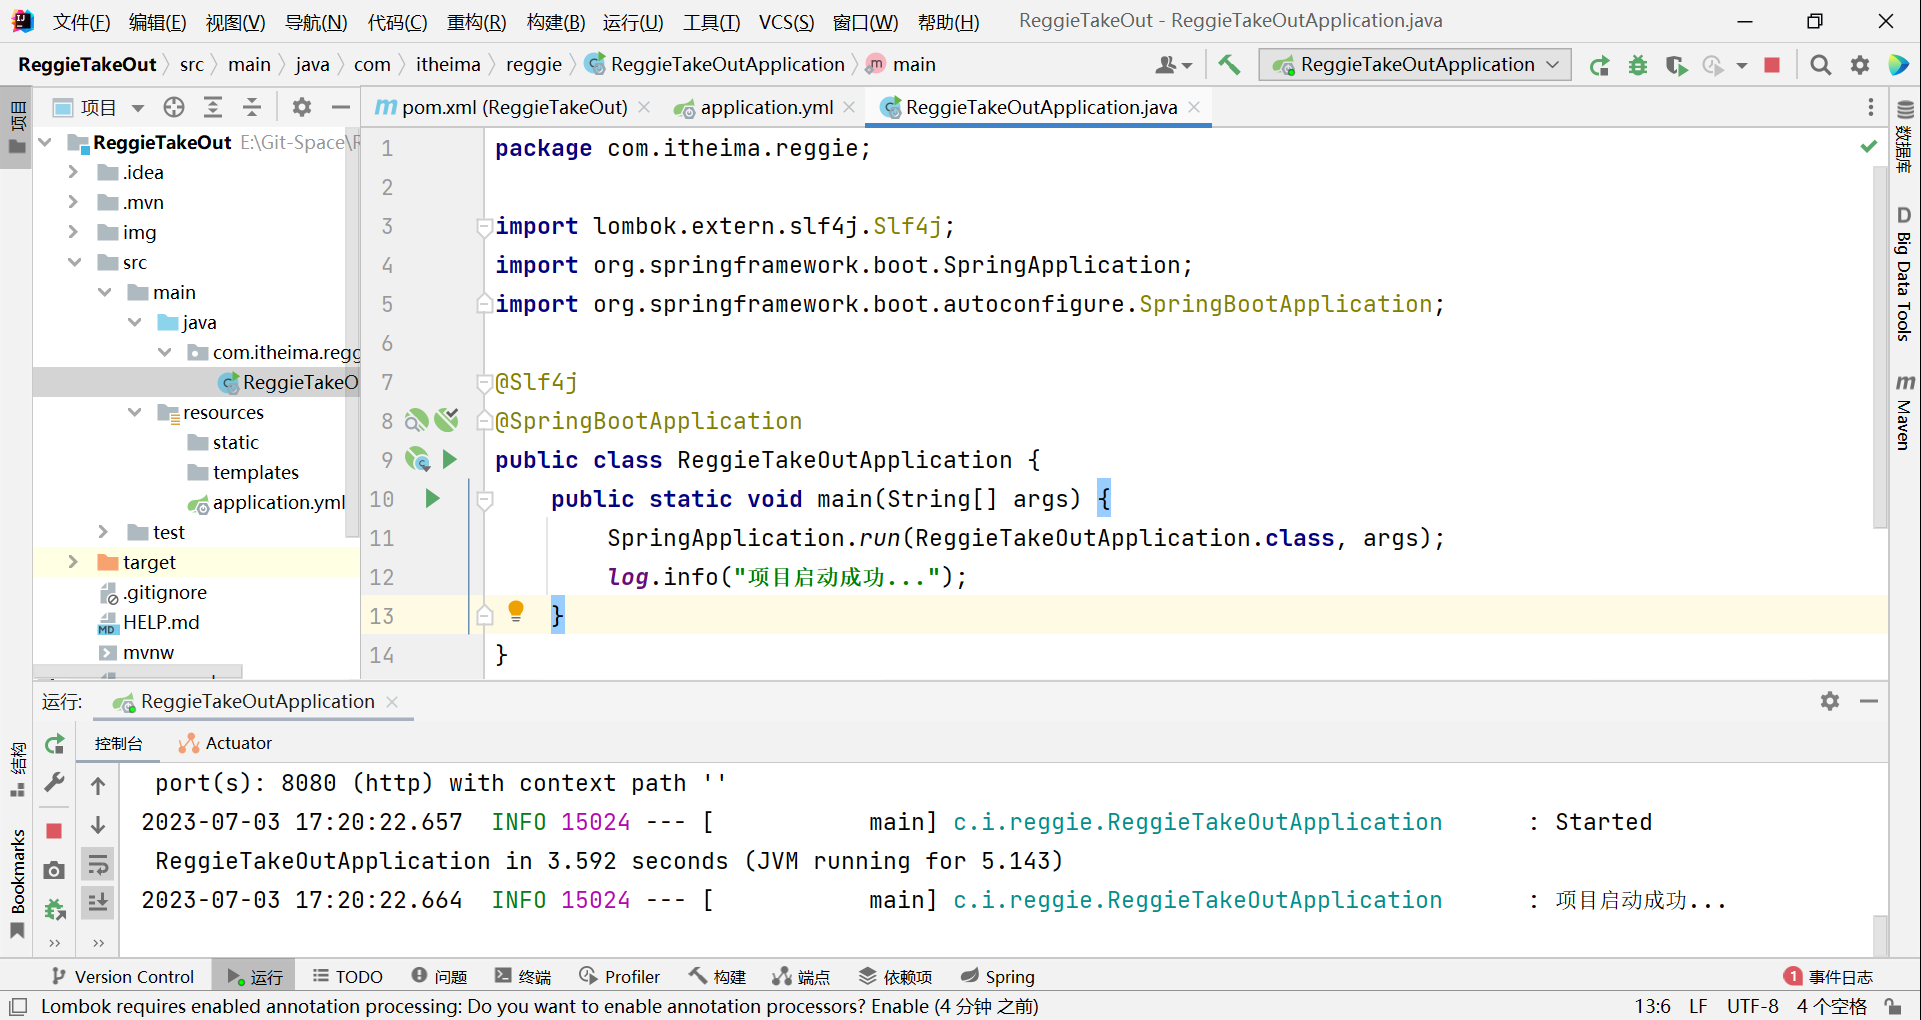 文件(F) 编辑(E) 视图(V) 导航(N) 代码(C) 重构(R) 构建(B) 运行(U) 工具(T) VCS(S) 窗口(W) 帮助(H) ReggieTakeOut - ReggieTakeOutApplication.java
ReggieTakeOut src main java com itheima reggie ReggieTakeOutApplication main ReggieTakeOutApplication
项目
项目
pom.xml (ReggieTakeOut) application.yml ReggieTakeOutApplication.java
ReggieTakeOut E:\Git-Space\R
.idea
.mvn
img
src
main
java
com.itheima.regg
ReggieTakeO
resources
static
templates
application.yml
test
target
.gitignore
HELP.md
mvnw
1 package com.itheima.reggie;
2
3 import lombok.extern.slf4j.Slf4j;
4 import org.springframework.boot.SpringApplication;
5 import org.springframework.boot.autoconfigure.SpringBootApplication;
6
7 @Slf4j
8 @SpringBootApplication
9 public class ReggieTakeOutApplication {
10 public static void main(String[] args) {
11 SpringApplication.run(ReggieTakeOutApplication.class, args);
12 log.info("项目启动成功...");
13 }
14 }
数据库
D Big Data Tools
m Maven
运行: ReggieTakeOutApplication
控制台 Actuator
结构
Bookmarks
port(s): 8080 (http) with context path ''
2023-07-03 17:20:22.657 INFO 15024 --- [ main] c.i.reggie.ReggieTakeOutApplication : Started
ReggieTakeOutApplication in 3.592 seconds (JVM running for 5.143)
2023-07-03 17:20:22.664 INFO 15024 --- [ main] c.i.reggie.ReggieTakeOutApplication : 项目启动成功...
Version Control 运行 TODO 问题 终端 Profiler 构建 端点 依赖项 Spring 1 事件日志
Lombok requires enabled annotation processing: Do you want to enable annotation processors? Enable (4 分钟 之前) 13:6 LF UTF-8 4 个空格